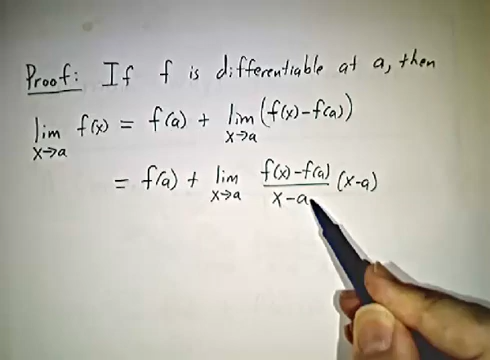 Proof: If f is differentiable at a, then
lim x→a f(x) = f(a) + lim x→a (f(x)-f(a))
= f(a) + lim x→a f(x)-f(a) / x-a (x-a)